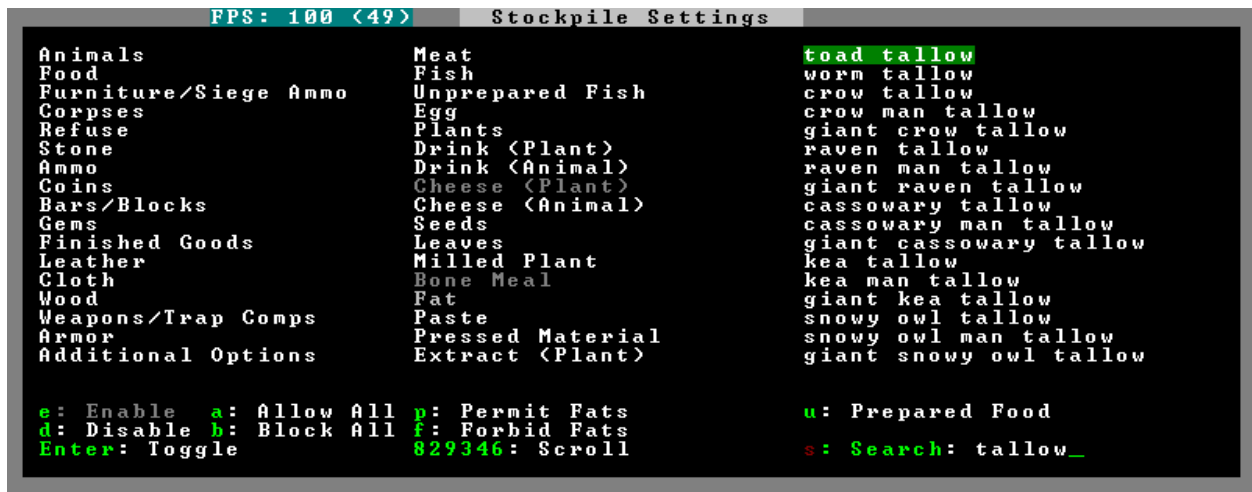 FPS: 100 (49) Stockpile Settings
Animals Meat toad tallow
Food Fish worm tallow
Furniture/Siege Ammo Unprepared Fish crow tallow
Corpses Egg crow man tallow
Refuse Plants giant crow tallow
Stone Drink (Plant) raven tallow
Ammo Drink (Animal) raven man tallow
Coins Cheese (Plant) giant raven tallow
Bars/Blocks Cheese (Animal) cassowary tallow
Gems Seeds cassowary man tallow
Finished Goods Leaves giant cassowary tallow
Leather Milled Plant kea tallow
Cloth Bone Meal kea man tallow
Wood Fat giant kea tallow
Weapons/Trap Comps Paste snowy owl tallow
Armor Pressed Material snowy owl man tallow
Additional Options Extract (Plant) giant snowy owl tallow
e: Enable a: Allow All p: Permit Fats u: Prepared Food
d: Disable b: Block All f: Forbid Fats
Enter: Toggle 829346: Scroll s: Search: tallow_